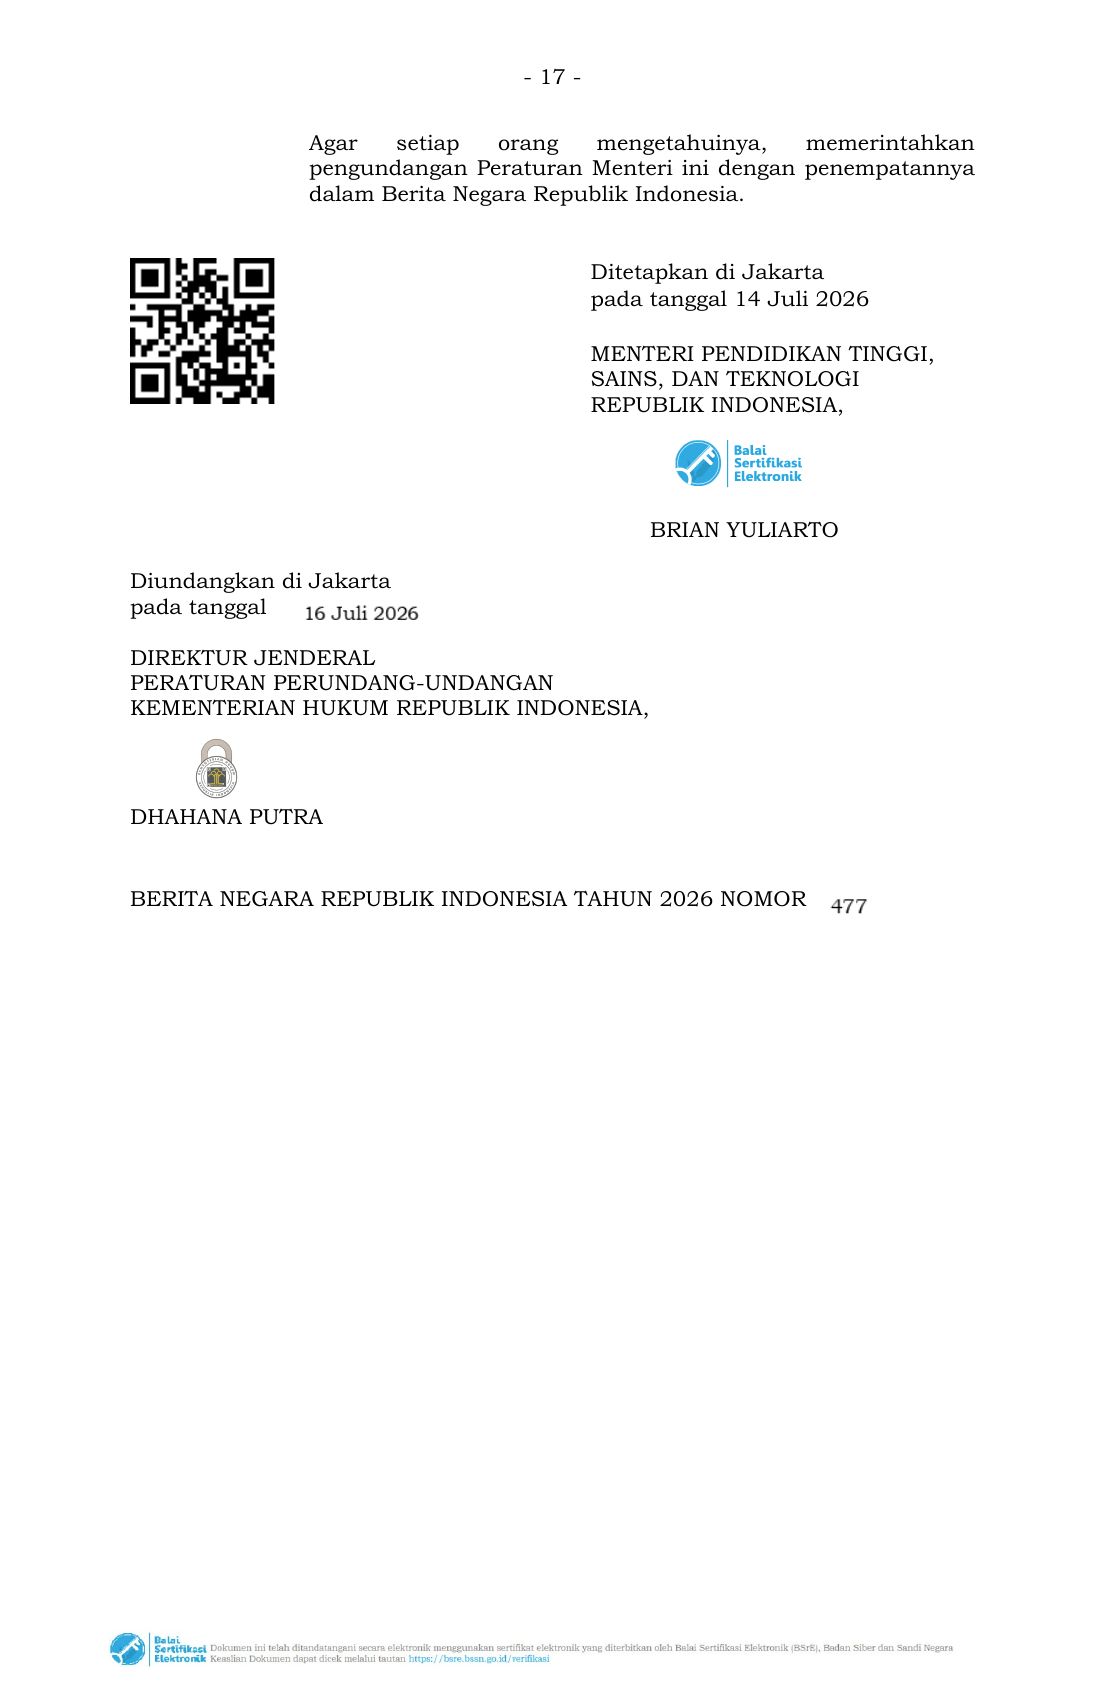 - 17 -
Agar setiap orang mengetahuinya, memerintahkan
pengundangan Peraturan Menteri ini dengan penempatannya
dalam Berita Negara Republik Indonesia.
Ditetapkan di Jakarta
pada tanggal 14 Juli 2026
MENTERI PENDIDIKAN TINGGI,
SAINS, DAN TEKNOLOGI
REPUBLIK INDONESIA,
Balai
Sertifikasi
Elektronik
BRIAN YULIARTO
Diundangkan di Jakarta
pada tanggal 16 Juli 2026
DIREKTUR JENDERAL
PERATURAN PERUNDANG-UNDANGAN
KEMENTERIAN HUKUM REPUBLIK INDONESIA,
DHAHANA PUTRA
BERITA NEGARA REPUBLIK INDONESIA TAHUN 2026 NOMOR 477
Balai
Sertifikasi
Elektronik
Dokumen ini telah ditandatangani secara elektronik menggunakan sertifikat elektronik yang diterbitkan oleh Balai Sertifikasi Elektronik (BSrE), Badan Siber dan Sandi Negara
Keaslian Dokumen dapat dicek melalui tautan https://bsre.bssn.go.id/verifikasi